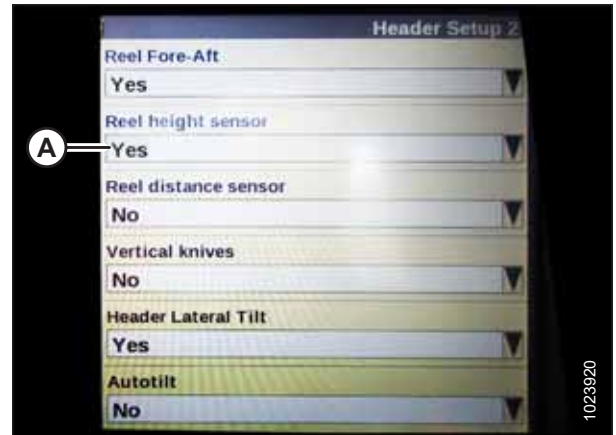 Header Setup 2
Reel Fore-Aft
Yes
Reel height sensor
A
Yes
Reel distance sensor
No
Vertical knives
No
Header Lateral Tilt
Yes
Autotilt
No
1023920